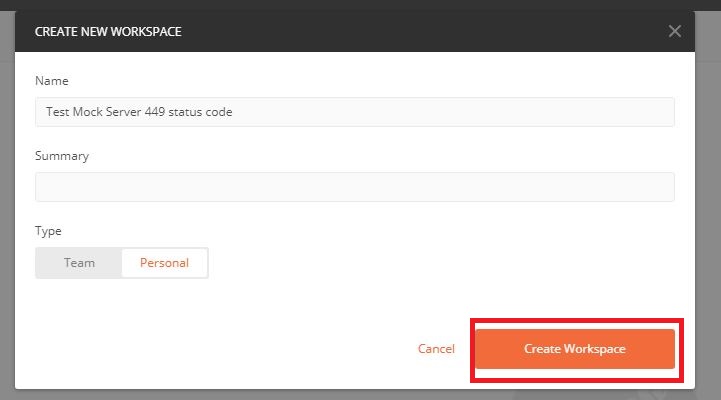 CREATE NEW WORKSPACE
Name
Test Mock Server 449 status code
Summary
Type
Team Personal
Cancel Create Workspace